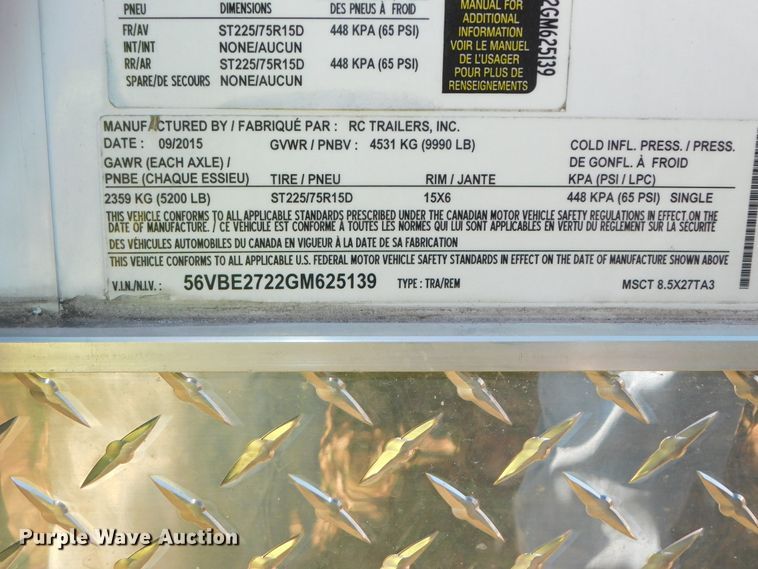 PNEU DIMENSIONS DES PNEUS À FROID
FR/AV ST225/75R15D 448 KPA (65 PSI)
INT/INT NONE/AUCUN
RR/AR ST225/75R15D 448 KPA (65 PSI)
SPARE/DE SECOURS NONE/AUCUN
MANUAL FOR
ADDITIONAL
INFORMATION
VOIR LE MANUEL
DE L'USAGER
POUR PLUS DE
RENSEIGNEMENTS
2GM625139
MANUFACTURED BY / FABRIQUÉ PAR : RC TRAILERS, INC.
DATE : 09/2015 GVWR / PNBV : 4531 KG (9990 LB) COLD INFL. PRESS. / PRESS.
GAWR (EACH AXLE) / DE GONFL. À FROID
PNBE (CHAQUE ESSIEU) TIRE / PNEU RIM / JANTE KPA (PSI / LPC)
2359 KG (5200 LB) ST225/75R15D 15X6 448 KPA (65 PSI) SINGLE
THIS VEHICLE CONFORMS TO ALL APPLICABLE STANDARDS PRESCRIBED UNDER THE CANADIAN MOTOR VEHICLE SAFETY REGULATIONS IN EFFECT ON THE
DATE OF MANUFACTURE. / CE VÉHICULE EST CONFORME À TOUTES LES NORMES QUI LUI SONT APPLICABLES EN VERTU DU RÈGLEMENT SUR LA SÉCURITÉ
DES VÉHICULES AUTOMOBILES DU CANADA EN VIGUEUR À LA DATE DE SA FABRICATION
THIS VEHICLE CONFORMS TO ALL APPLICABLE U.S. FEDERAL MOTOR VEHICLE SAFETY STANDARDS IN EFFECT ON THE DATE OF MANUFACTURE SHOWN ABOVE
V.I.N./N.I.V. : 56VBE2722GM625139 TYPE : TRA/REM MSCT 8.5X27TA3
Purple Wave Auction